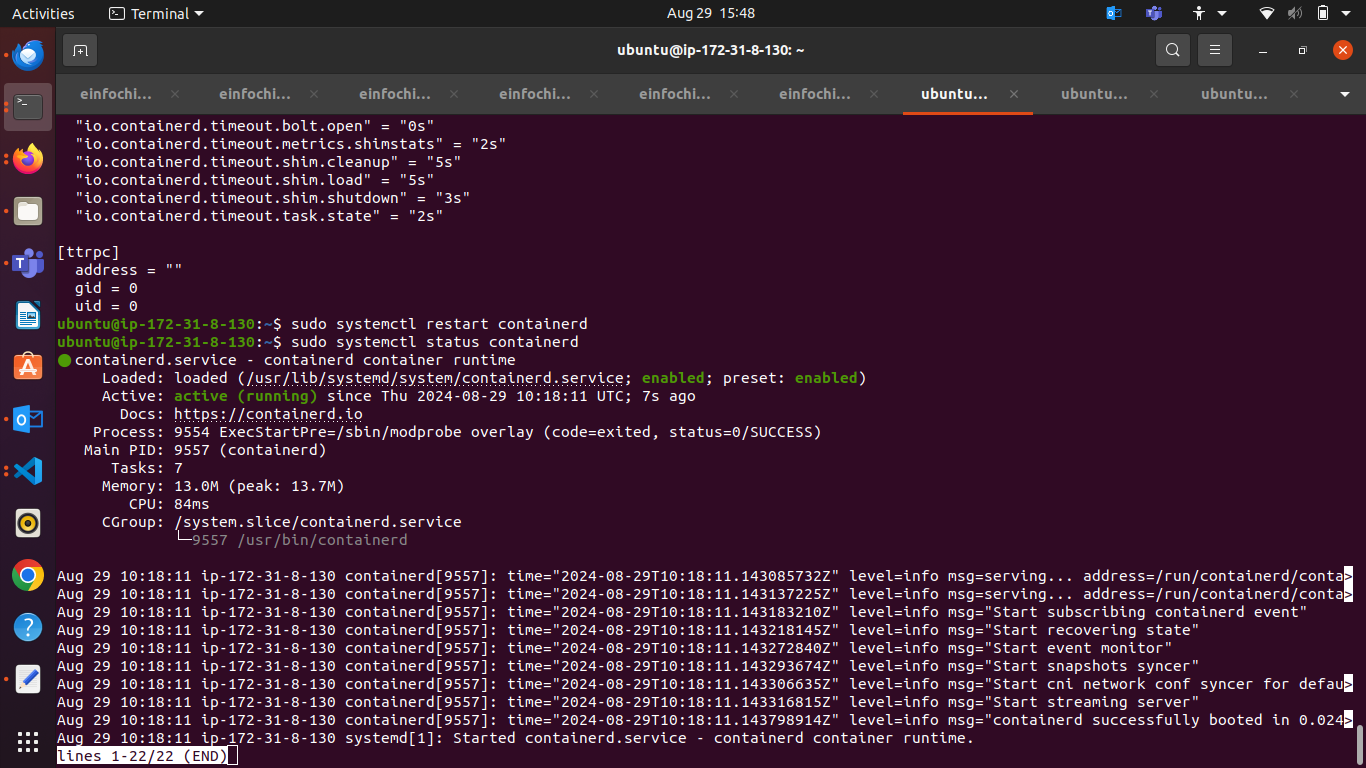 Activities
Terminal
Aug 29 15:48
ubuntu@ip-172-31-8-130: ~
einfochi...
einfochi...
einfochi...
einfochi...
einfochi...
einfochi...
ubuntu...
ubuntu...
ubuntu...
"io.containerd.timeout.bolt.open" = "0s"
"io.containerd.timeout.metrics.shimstats" = "2s"
"io.containerd.timeout.shim.cleanup" = "5s"
"io.containerd.timeout.shim.load" = "5s"
"io.containerd.timeout.shim.shutdown" = "3s"
"io.containerd.timeout.task.state" = "2s"
[ttrpc]
address = ""
gid = 0
uid = 0
ubuntu@ip-172-31-8-130:~$ sudo systemctl restart containerd
ubuntu@ip-172-31-8-130:~$ sudo systemctl status containerd
● containerd.service - containerd container runtime
Loaded: loaded (/usr/lib/systemd/system/containerd.service; enabled; preset: enabled)
Active: active (running) since Thu 2024-08-29 10:18:11 UTC; 7s ago
Docs: https://containerd.io
Process: 9554 ExecStartPre=/sbin/modprobe overlay (code=exited, status=0/SUCCESS)
Main PID: 9557 (containerd)
Tasks: 7
Memory: 13.0M (peak: 13.7M)
CPU: 84ms
CGroup: /system.slice/containerd.service
└─9557 /usr/bin/containerd
Aug 29 10:18:11 ip-172-31-8-130 containerd[9557]: time="2024-08-29T10:18:11.143085732Z" level=info msg=serving... address=/run/containerd/conta>
Aug 29 10:18:11 ip-172-31-8-130 containerd[9557]: time="2024-08-29T10:18:11.143137225Z" level=info msg=serving... address=/run/containerd/conta>
Aug 29 10:18:11 ip-172-31-8-130 containerd[9557]: time="2024-08-29T10:18:11.143183210Z" level=info msg="Start subscribing containerd event"
Aug 29 10:18:11 ip-172-31-8-130 containerd[9557]: time="2024-08-29T10:18:11.143218145Z" level=info msg="Start recovering state"
Aug 29 10:18:11 ip-172-31-8-130 containerd[9557]: time="2024-08-29T10:18:11.143272840Z" level=info msg="Start event monitor"
Aug 29 10:18:11 ip-172-31-8-130 containerd[9557]: time="2024-08-29T10:18:11.143293674Z" level=info msg="Start snapshots syncer"
Aug 29 10:18:11 ip-172-31-8-130 containerd[9557]: time="2024-08-29T10:18:11.143306635Z" level=info msg="Start cni network conf syncer for defau>
Aug 29 10:18:11 ip-172-31-8-130 containerd[9557]: time="2024-08-29T10:18:11.143316815Z" level=info msg="Start streaming server"
Aug 29 10:18:11 ip-172-31-8-130 containerd[9557]: time="2024-08-29T10:18:11.143798914Z" level=info msg="containerd successfully booted in 0.024>
Aug 29 10:18:11 ip-172-31-8-130 systemd[1]: Started containerd.service - containerd container runtime.
lines 1-22/22 (END)